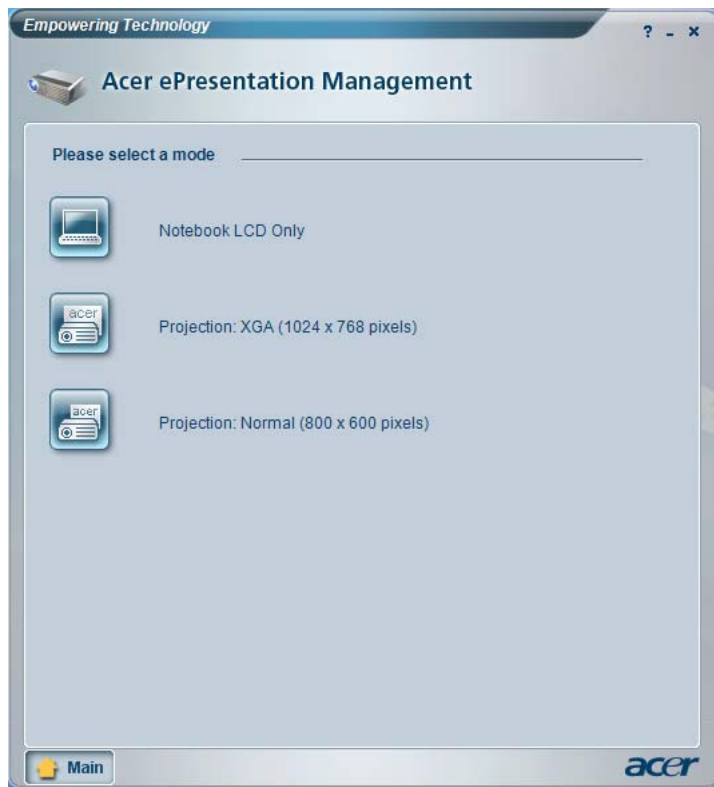 Empowering Technology
? - x
Acer ePresentation Management
Please select a mode
Notebook LCD Only
acer
Projection: XGA (1024 x 768 pixels)
acer
Projection: Normal (800 x 600 pixels)
Main
acer